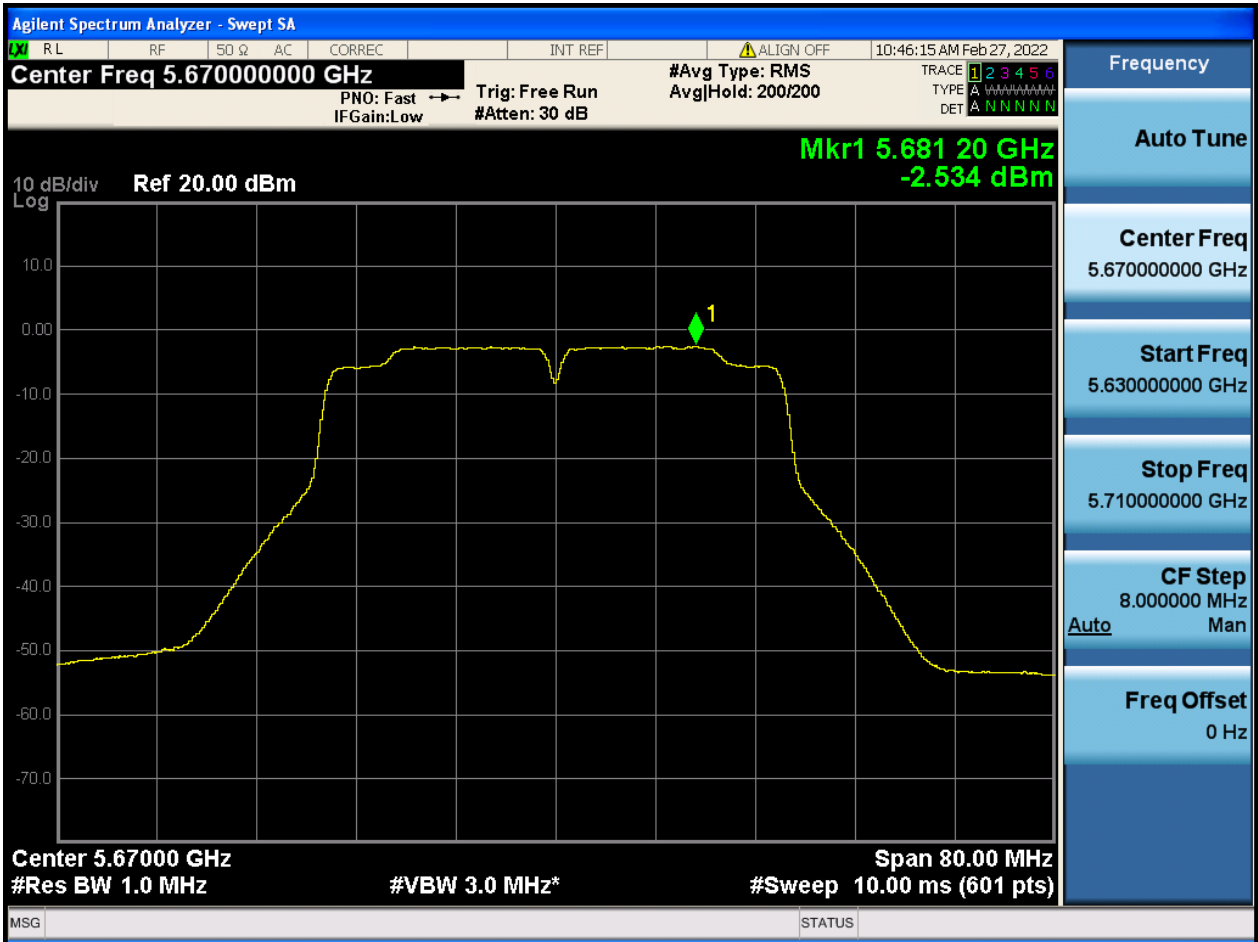 Agilent Spectrum Analyzer - Swept SA
LXI RL RF 50 Ω AC CORREC INT REF ALIGN OFF 10:46:15 AM Feb 27, 2022
Center Freq 5.670000000 GHz
PNO: Fast
IFGain:Low
Trig: Free Run
#Atten: 30 dB
#Avg Type: RMS
Avg|Hold: 200/200
TRACE 1 2 3 4 5 6
TYPE A WWWWW
DET A N N N N N
Mkr1 5.681 20 GHz
-2.534 dBm
10 dB/div Ref 20.00 dBm
Log
10.0
0.00
-10.0
-20.0
-30.0
-40.0
-50.0
-60.0
-70.0
1
Center 5.67000 GHz Span 80.00 MHz
#Res BW 1.0 MHz #VBW 3.0 MHz* #Sweep 10.00 ms (601 pts)
MSG STATUS
Frequency
Auto Tune
Center Freq
5.670000000 GHz
Start Freq
5.630000000 GHz
Stop Freq
5.710000000 GHz
CF Step
8.000000 MHz
Auto Man
Freq Offset
0 Hz